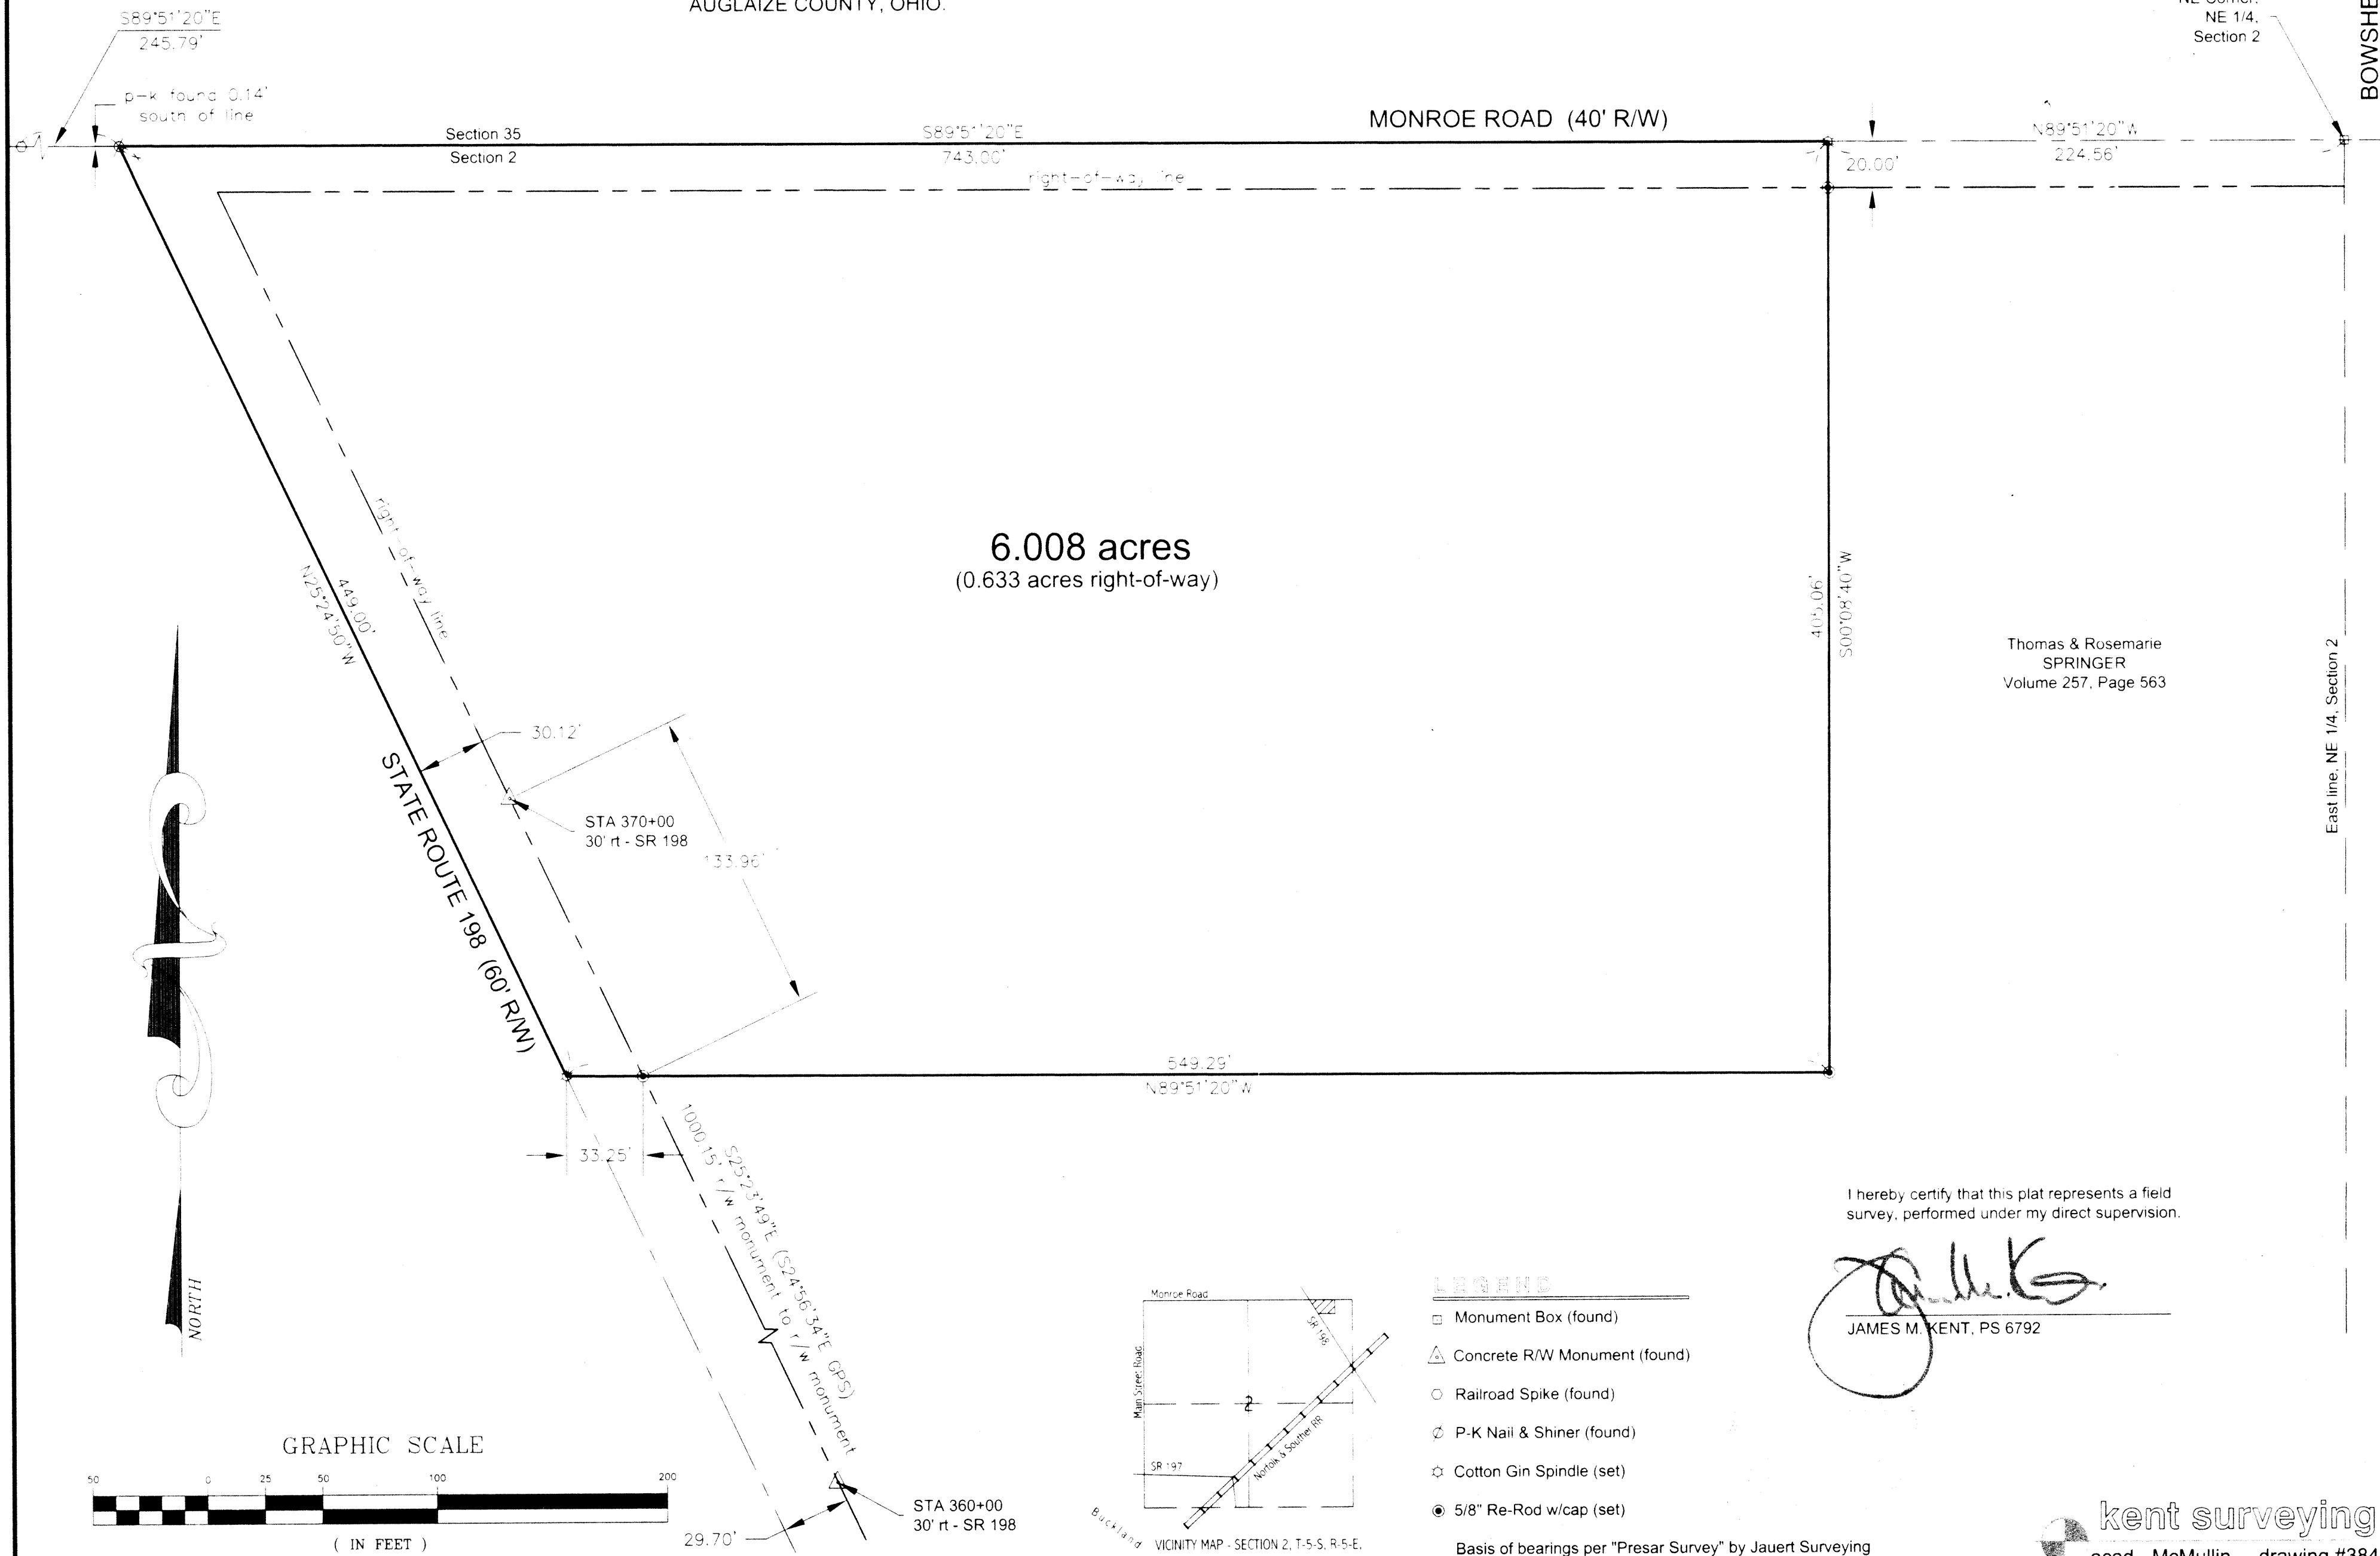 AUGLAIZE COUNTY, OHIO.
S89°51'20"E
245.79'
NE 1/4,
Section 2
p-k found 0.14'
south of line
Section 35
Section 2
S89°51'20"E
743.00'
MONROE ROAD (40' R/W)
N89°51'20"W
224.56'
20.00'
right-of-way line
right-of-way line
449.00'
N25°24'50"W
6.008 acres
(0.633 acres right-of-way)
405.06'
S00°08'40"W
Thomas & Rosemarie
SPRINGER
Volume 257, Page 563
East line, NE 1/4, Section 2
30.12'
STATE ROUTE 198 (60' R/W)
STA 370+00
30' rt - SR 198
133.96'
549.29'
N89°51'20"W
33.25'
S25°23'49"E (S24°56'34"E GPS)
1000.15' r/w monument to r/w monument
NORTH
I hereby certify that this plat represents a field
survey, performed under my direct supervision.
JAMES M. KENT, PS 6792
LEGEND
Monument Box (found)
Concrete R/W Monument (found)
Railroad Spike (found)
P-K Nail & Shiner (found)
Cotton Gin Spindle (set)
5/8" Re-Rod w/cap (set)
Basis of bearings per "Presar Survey" by Jauert Surveying
Monroe Road
Main Street Road
SR 198
2
Norfolk & Souther RR
SR 197
Buckland
VICINITY MAP - SECTION 2, T-5-S, R-5-E,
GRAPHIC SCALE
50 0 25 50 100 200
( IN FEET )
29.70'
STA 360+00
30' rt - SR 198
kent surveying